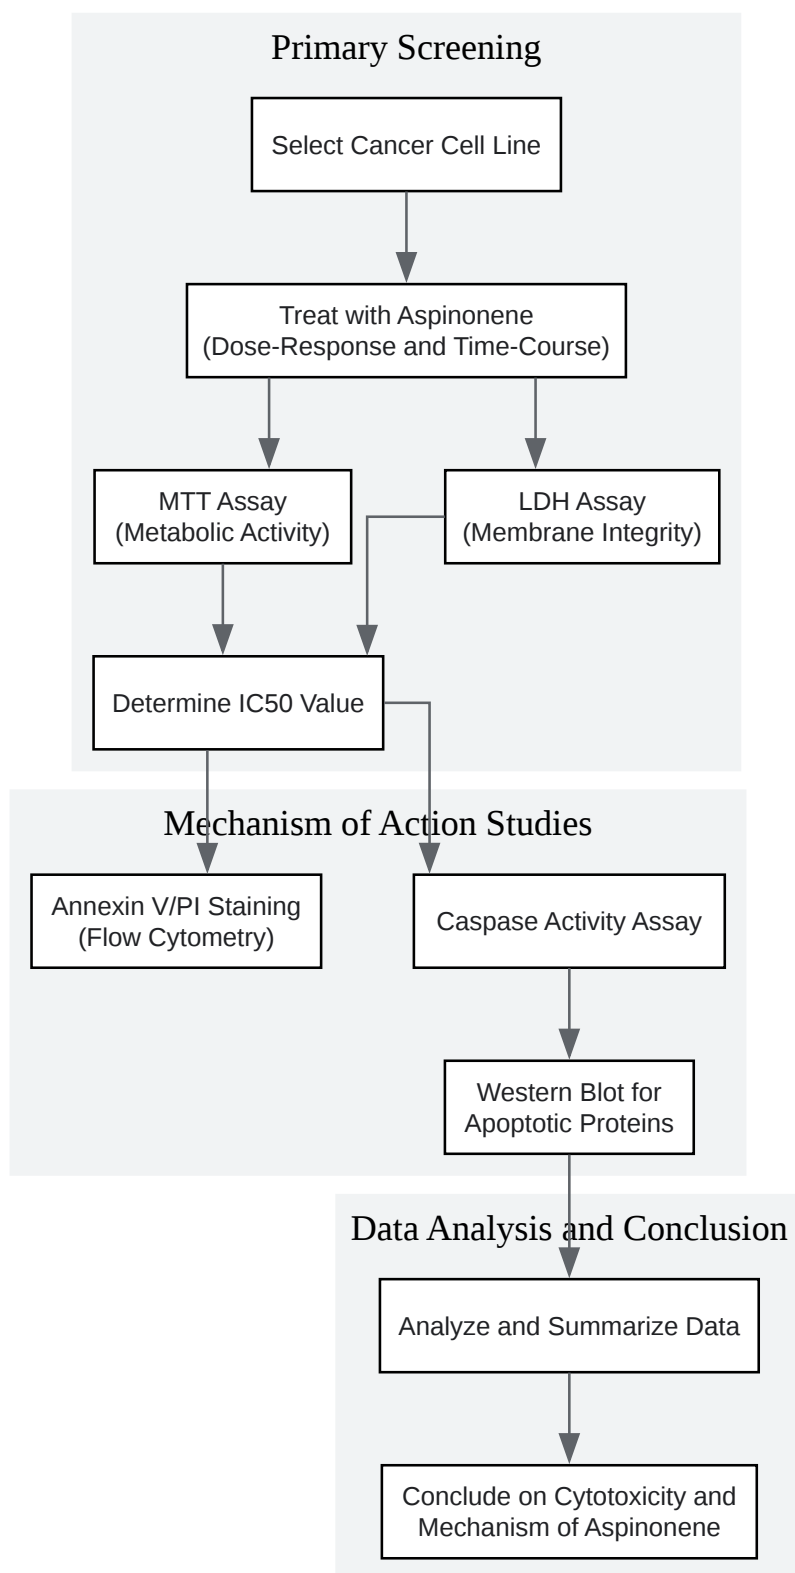 Primary Screening
Select Cancer Cell Line
Treat with Aspinonene
(Dose-Response and Time-Course)
MTT Assay
(Metabolic Activity)
LDH Assay
(Membrane Integrity)
Determine IC50 Value
Mechanism of Action Studies
Annexin V/PI Staining
(Flow Cytometry)
Caspase Activity Assay
Western Blot for
Apoptotic Proteins
Data Analysis and Conclusion
Analyze and Summarize Data
Conclude on Cytotoxicity and
Mechanism of Aspinonene